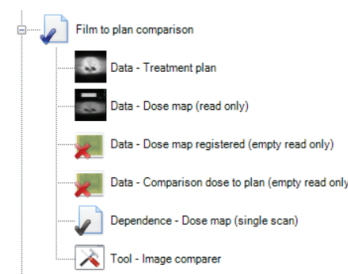 Film to plan comparison
Data - Treatment plan
Data - Dose map (read only)
Data - Dose map registered (empty read only)
Data - Comparison dose to plan (empty read only
Dependence - Dose map (single scan)
Tool - Image comparer